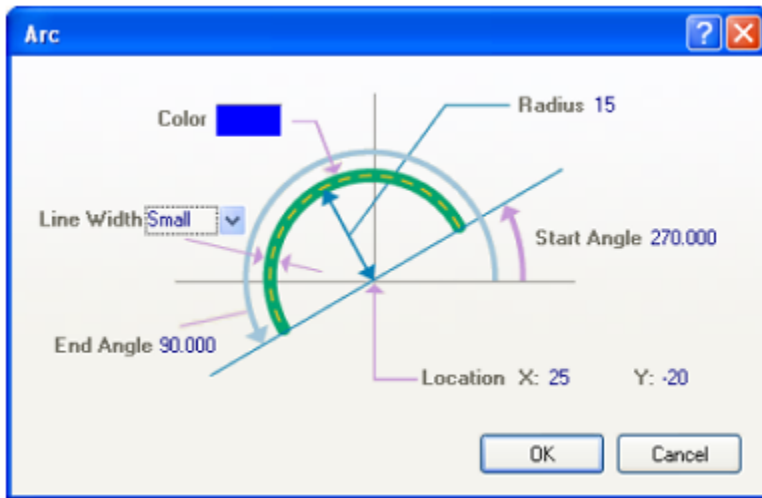 Arc
?
Color
Radius 15
Line Width Small
Start Angle 270.000
End Angle 90.000
Location X: 25 Y: -20
OK Cancel